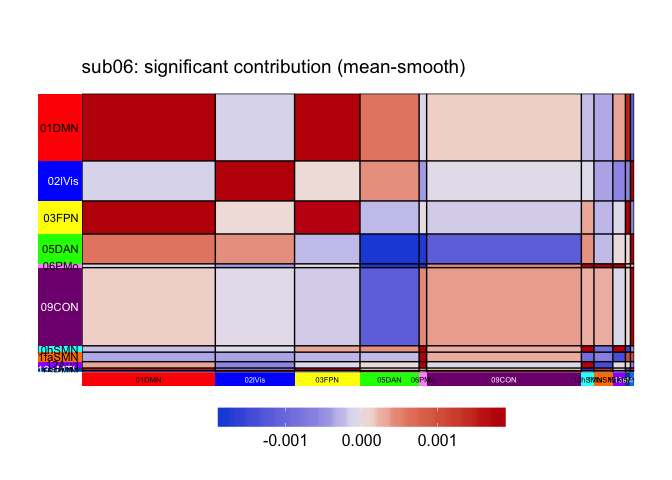 sub06: significant contribution (mean-smooth)
01DMN
02lVis
03FPN
05DAN
06PMo
09CON
01DMN
02lVis
03FPN
05DAN
06PMo
09CON
-0.001 0.000 0.001